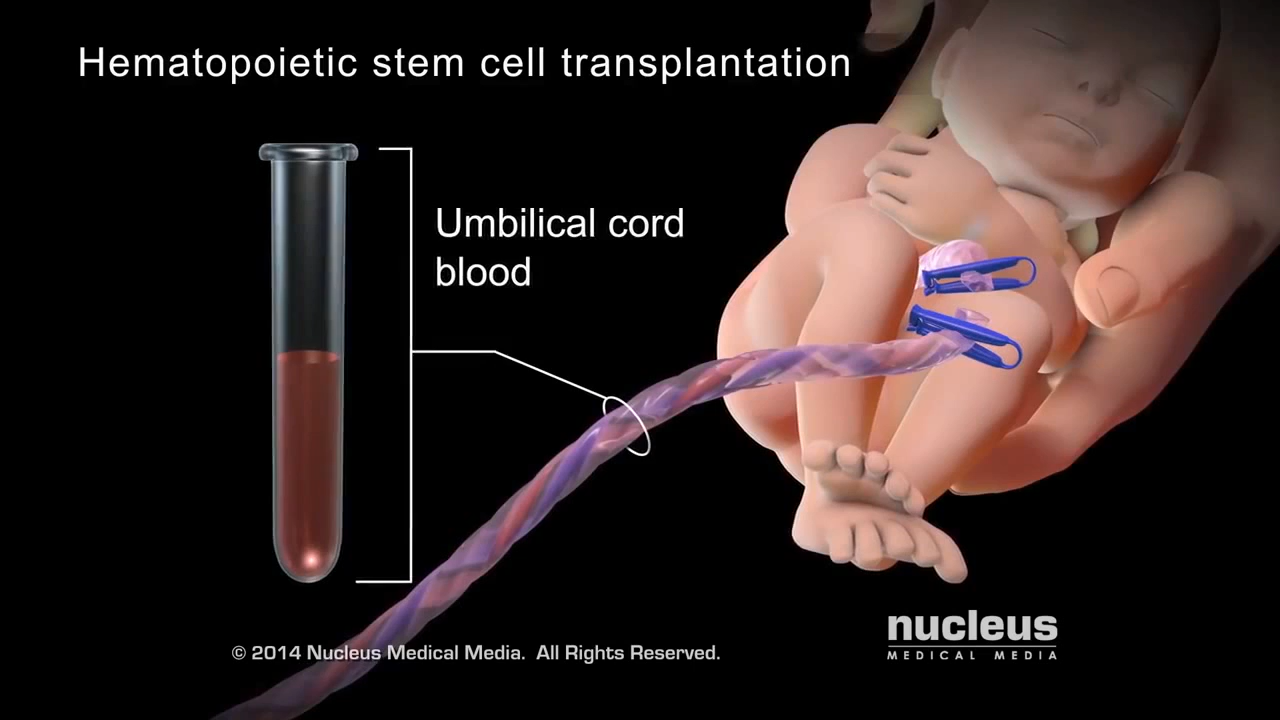 Hematopoietic stem cell transplantation
Umbilical cord
blood
© 2014 Nucleus Medical Media.  All Rights Reserved.
nucleus
MEDICAL MEDIA